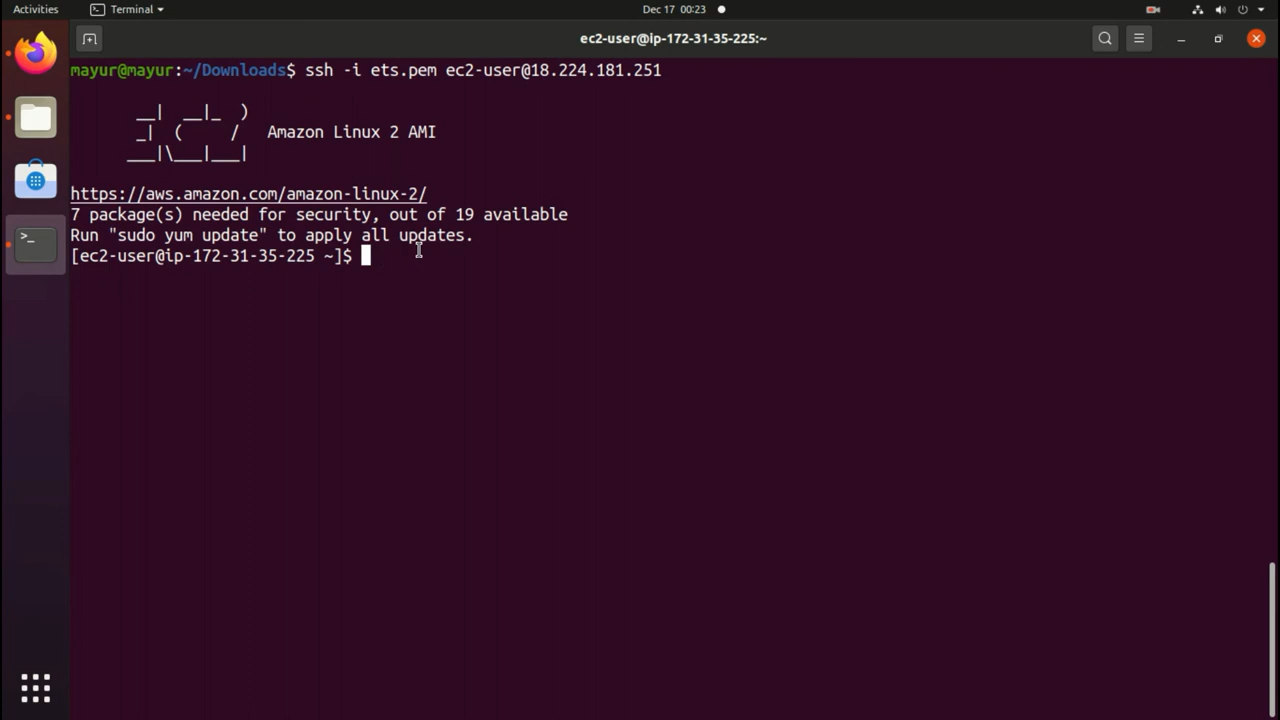 Activities Terminal Dec 17 00:23
ec2-user@ip-172-31-35-225:~
mayur@mayur:~/Downloads$ ssh -i ets.pem ec2-user@18.224.181.251
       __|  __|_  )
       _|  (     /   Amazon Linux 2 AMI
      ___|\___|___|
https://aws.amazon.com/amazon-linux-2/
7 package(s) needed for security, out of 19 available
Run "sudo yum update" to apply all updates.
[ec2-user@ip-172-31-35-225 ~]$